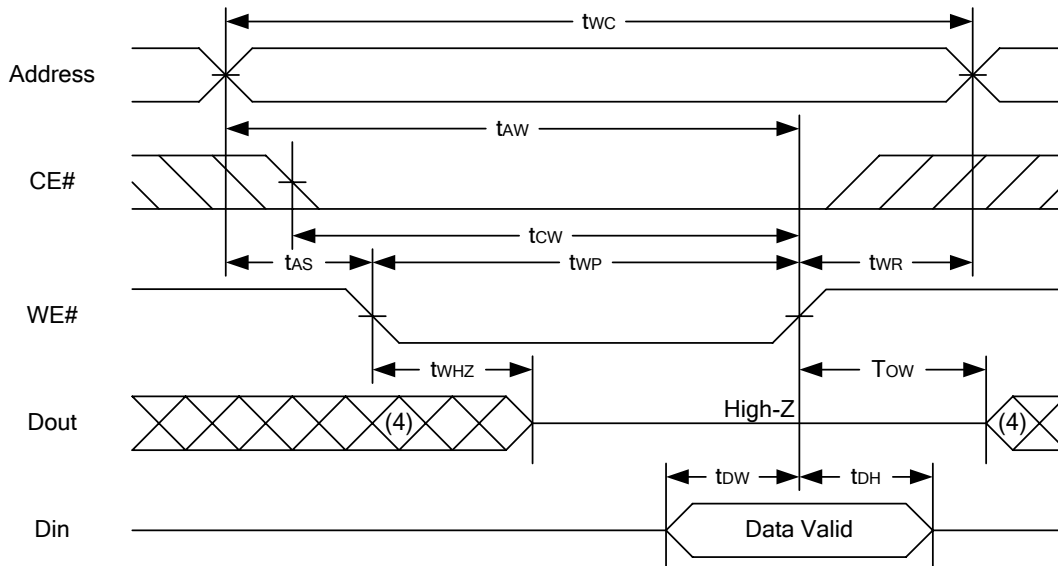 twc
Address
tAW
CE#
tCW
tAS
tWP
tWR
WE#
tWHZ
TOW
Dout
(4)
High-Z
(4)
tDW
tDH
Din
Data Valid